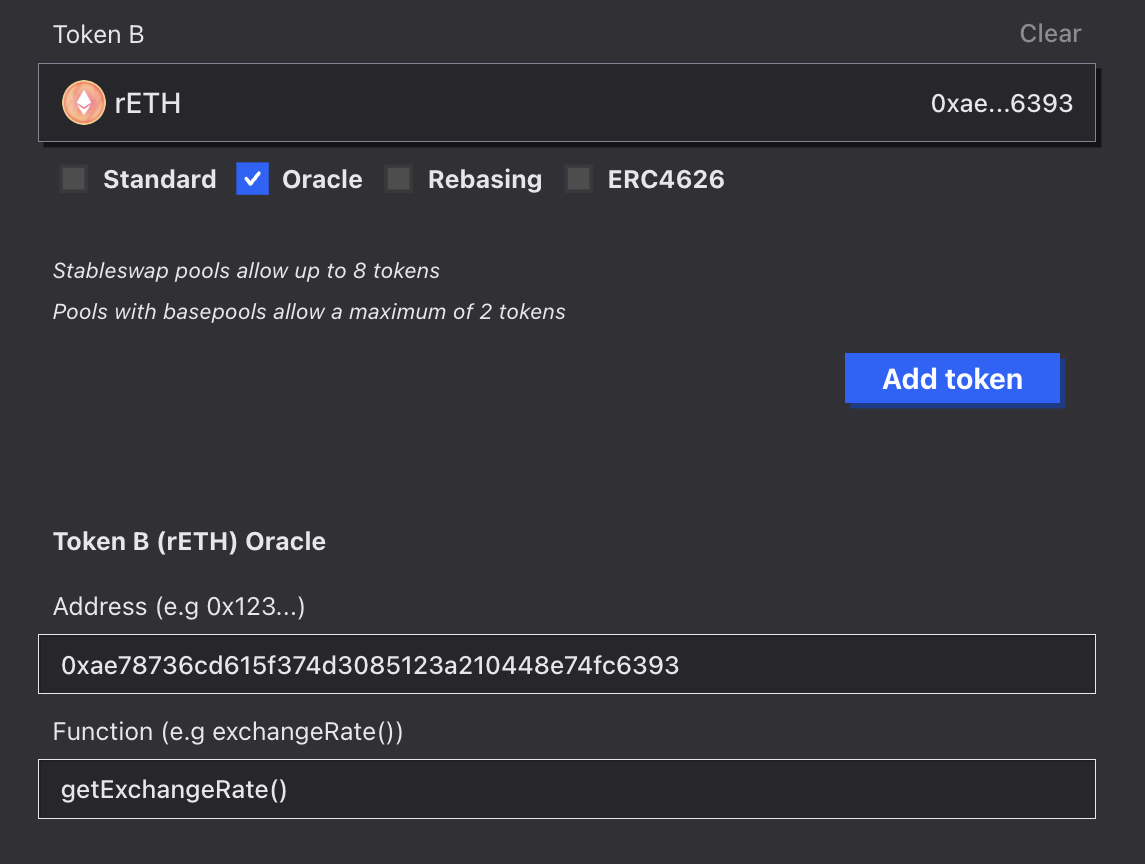 Token B Clear
rETH 0xae...6393
Standard Oracle Rebasing ERC4626
Stableswap pools allow up to 8 tokens
Pools with basepools allow a maximum of 2 tokens
Add token
Token B (rETH) Oracle
Address (e.g 0x123...)
0xae78736cd615f374d3085123a210448e74fc6393
Function (e.g exchangeRate())
getExchangeRate()